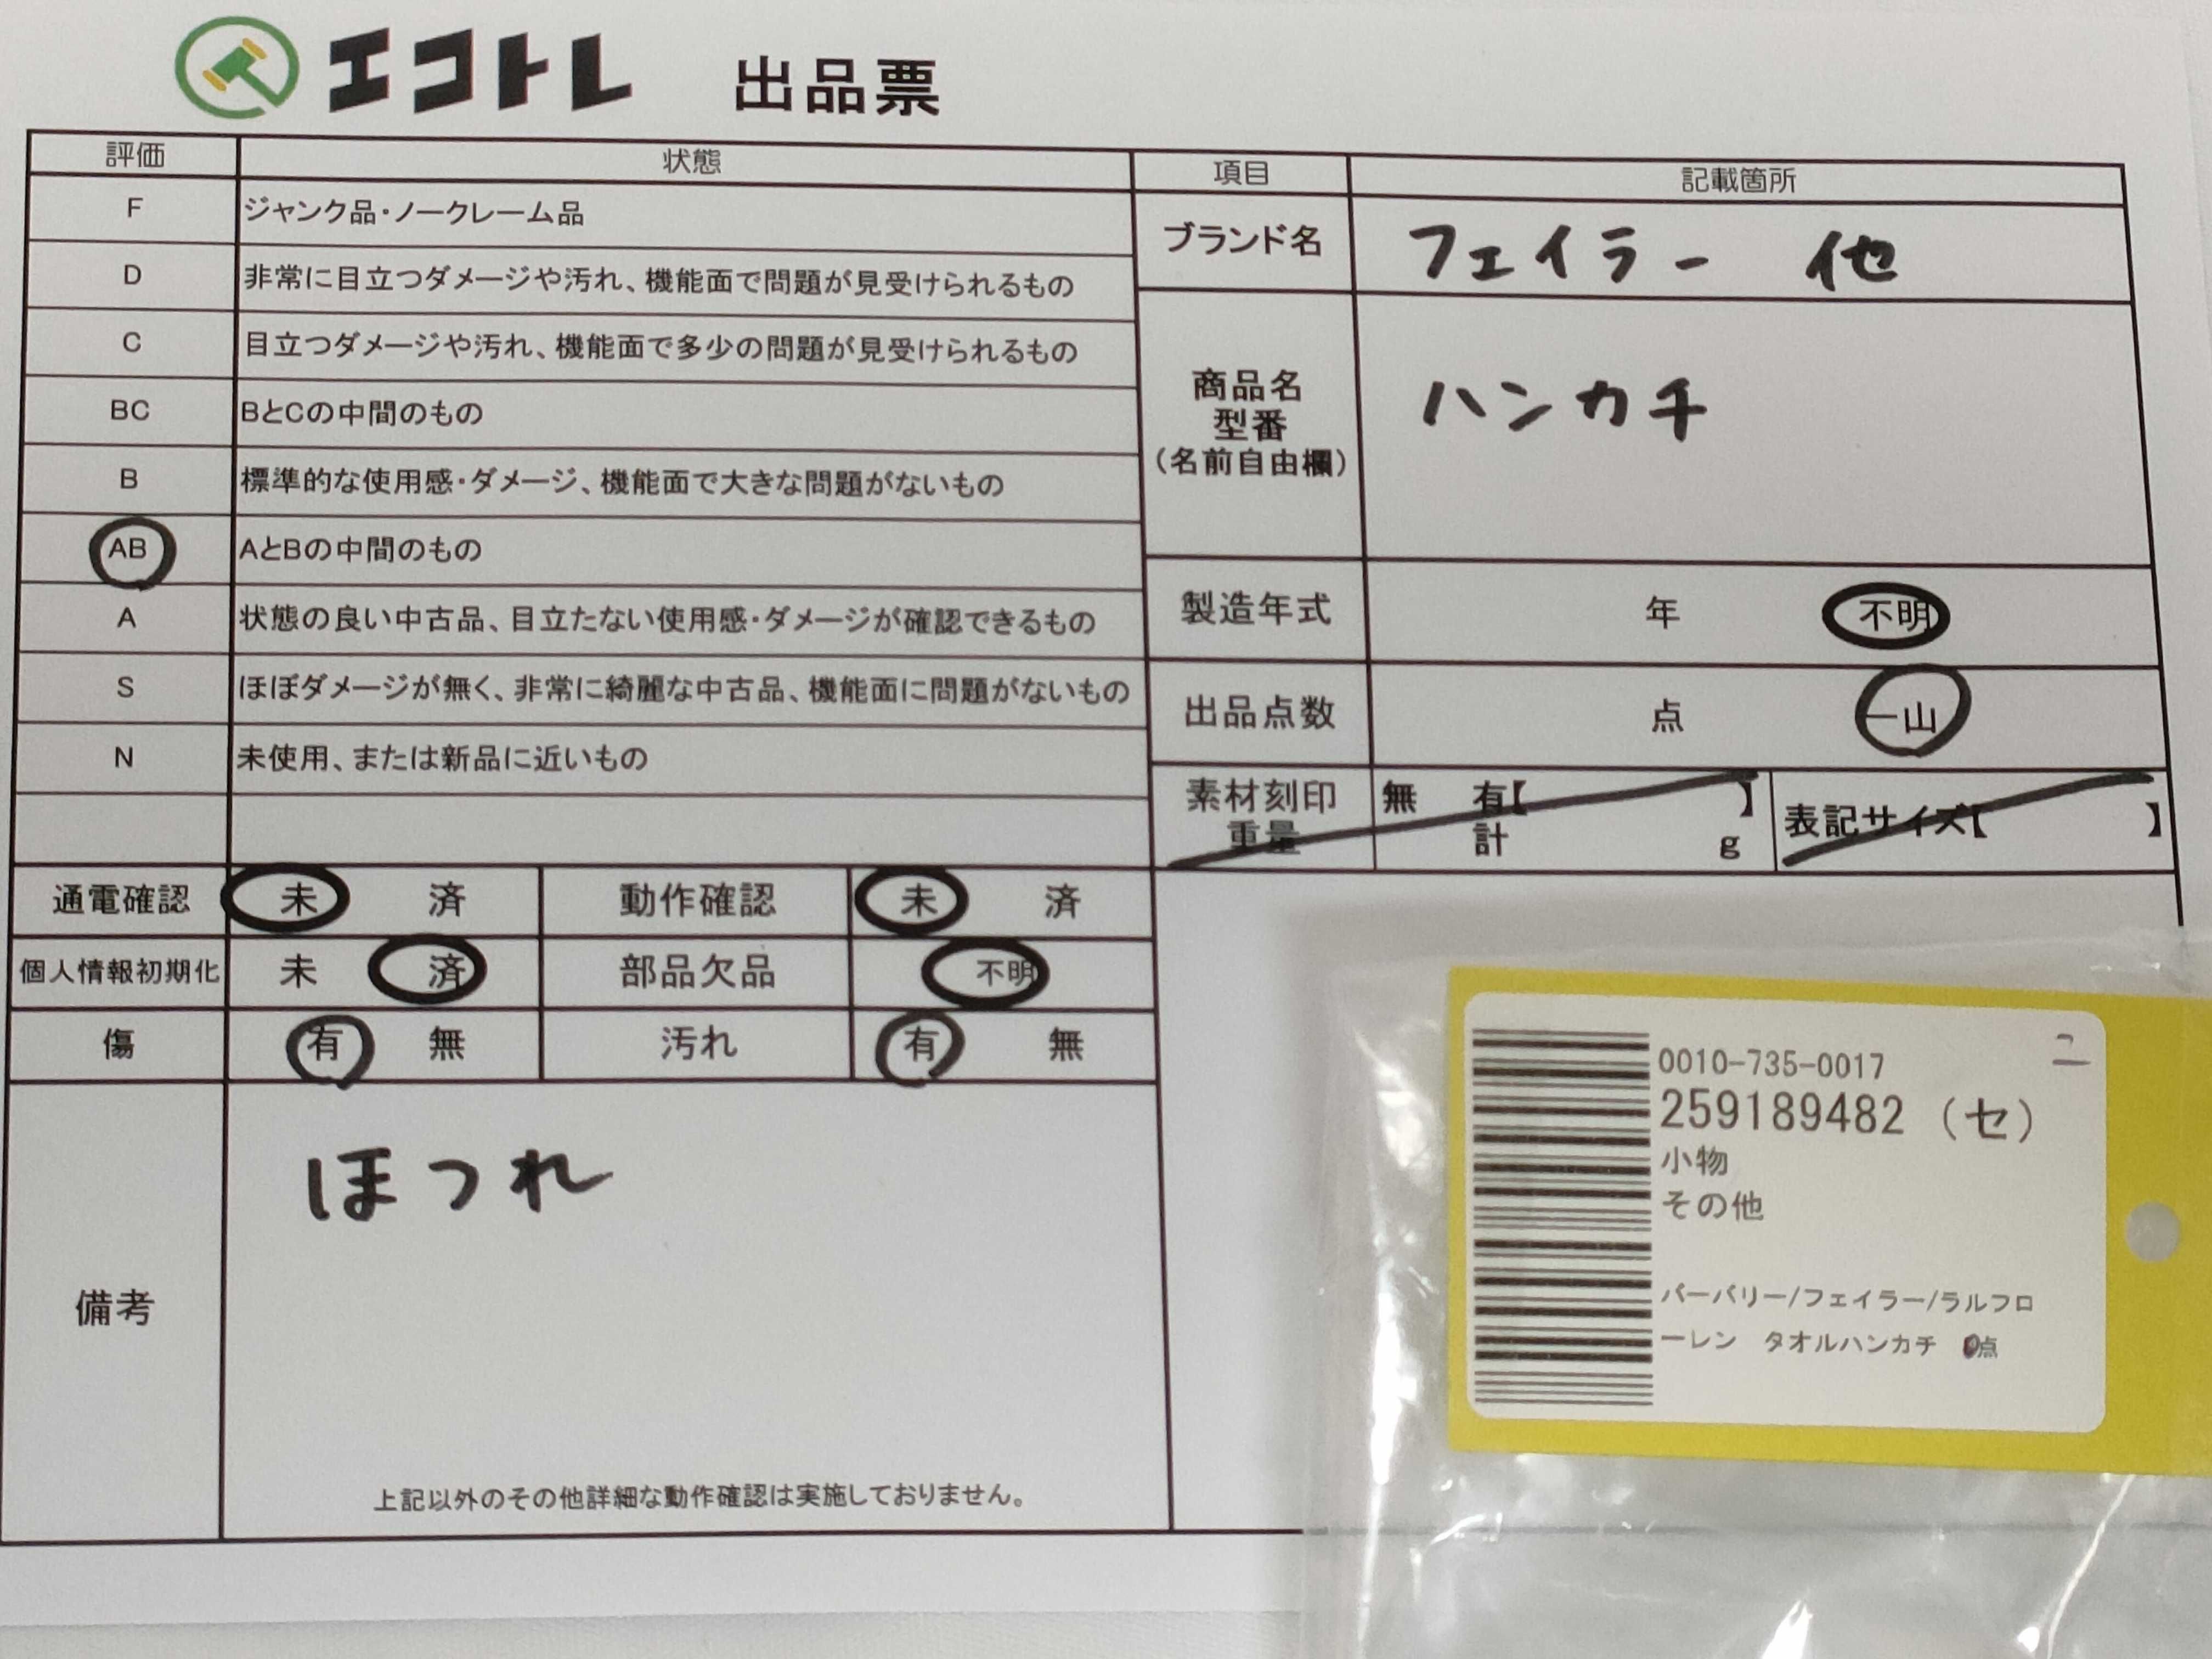 エコトレ 出品票
評価 状態
F ジャンク品・ノークレーム品
D 非常に目立つダメージや汚れ、機能面で問題が見受けられるもの
C 目立つダメージや汚れ、機能面で多少の問題が見受けられるもの
BC BとCの中間のもの
B 標準的な使用感・ダメージ、機能面で大きな問題がないもの
AB AとBの中間のもの
A 状態の良い中古品、目立たない使用感・ダメージが確認できるもの
S ほぼダメージが無く、非常に綺麗な中古品、機能面に問題がないもの
N 未使用、または新品に近いもの
項目 記載箇所
ブランド名 フェイラー 他
商品名
型番
(名前自由欄)
ハンカチ
製造年式 年 不明
出品点数 点 一山
素材刻印 無 有【 】
重量 計 g
表記サイズ【 】
通電確認 未 済 動作確認 未 済
個人情報初期化 未 済 部品欠品 不明
傷 有 無 汚れ 有 無
備考
ほつれ
上記以外のその他詳細な動作確認は実施しておりません。
0010-735-0017
259189482 (セ)
小物
その他
バーバリー/フェイラー/ラルフロ
ーレン タオルハンカチ 点